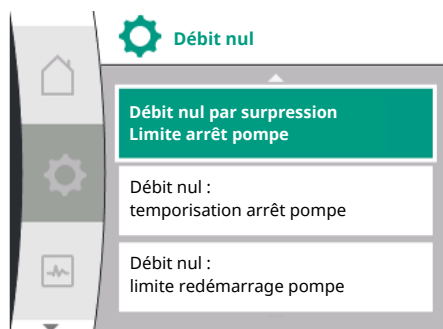 Débit nul
Débit nul par surpression
Limite arrêt pompe
Débit nul :
temporisation arrêt pompe
Débit nul :
limite redémarrage pompe